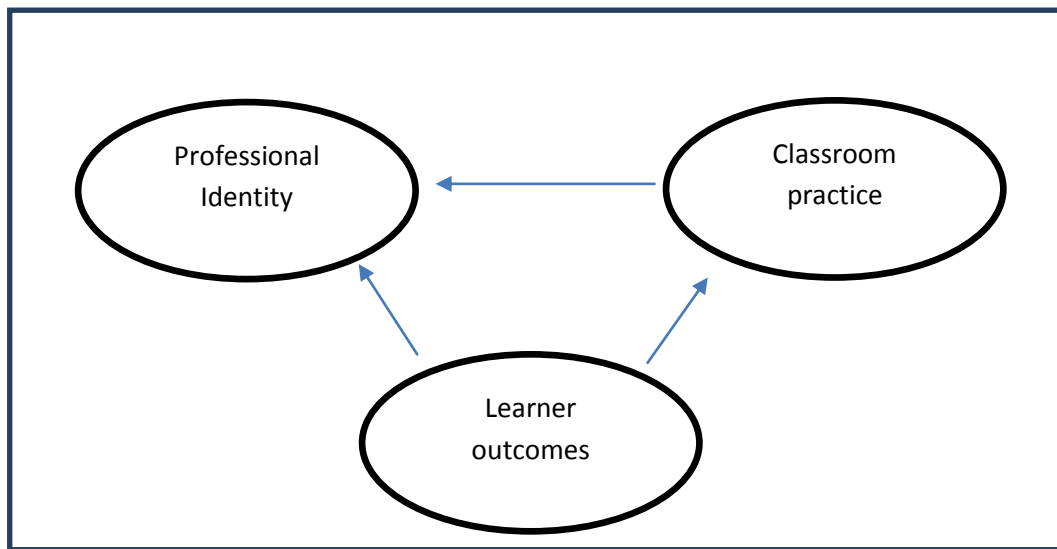 Professional
Identity
Classroom
practice
Learner
outcomes